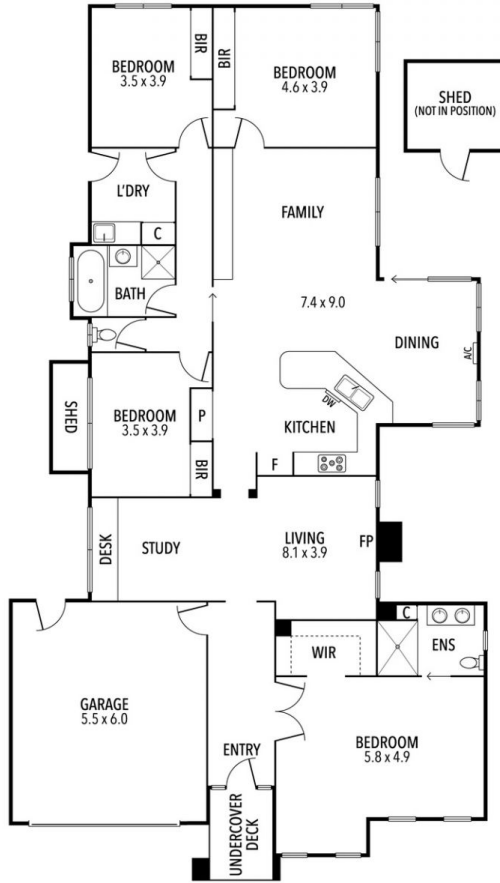 BIR
BIR
BEDROOM
3.5 x 3.9
BEDROOM
4.6 x 3.9
SHED
(NOT IN POSITION)
L'DRY
FAMILY
C
BATH
7.4 x 9.0
DINING
A/C
SHED
BEDROOM
3.5 x 3.9
P
DW
KITCHEN
BIR
F
DESK
STUDY
LIVING
8.1 x 3.9
FP
C
WIR
ENS
GARAGE
5.5 x 6.0
BEDROOM
5.8 x 4.9
ENTRY
UNDERCOVER
DECK